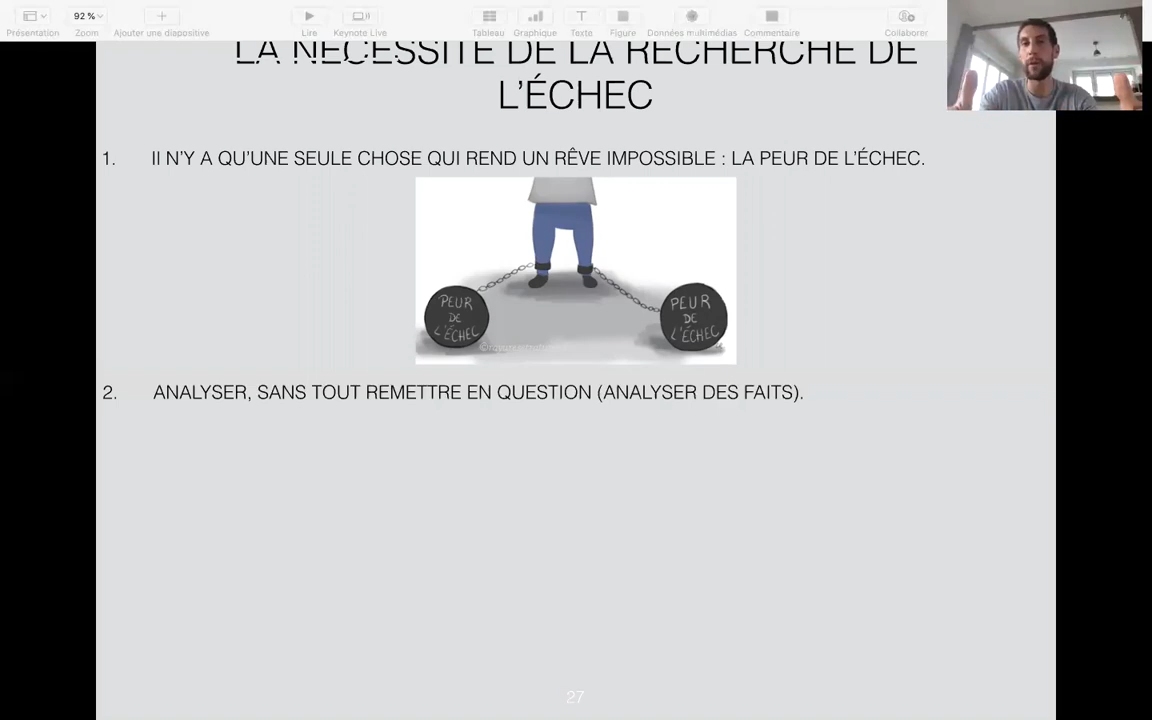 92 %
Présentation
Zoom
Ajouter une diapositive
Lire
Keynote Live
Tableau
Graphique
Texte
Figure
Données multimédias
Commentaire
Collaborer
LA NÉCESSITÉ DE LA RECHERCHE DE
L'ÉCHEC
1. Il N'Y A QU'UNE SEULE CHOSE QUI REND UN RÊVE IMPOSSIBLE : LA PEUR DE L'ÉCHEC.
PEUR
DE
L'ÉCHEC
PEUR
DE
L'ÉCHEC
2. ANALYSER, SANS TOUT REMETTRE EN QUESTION (ANALYSER DES FAITS).
27